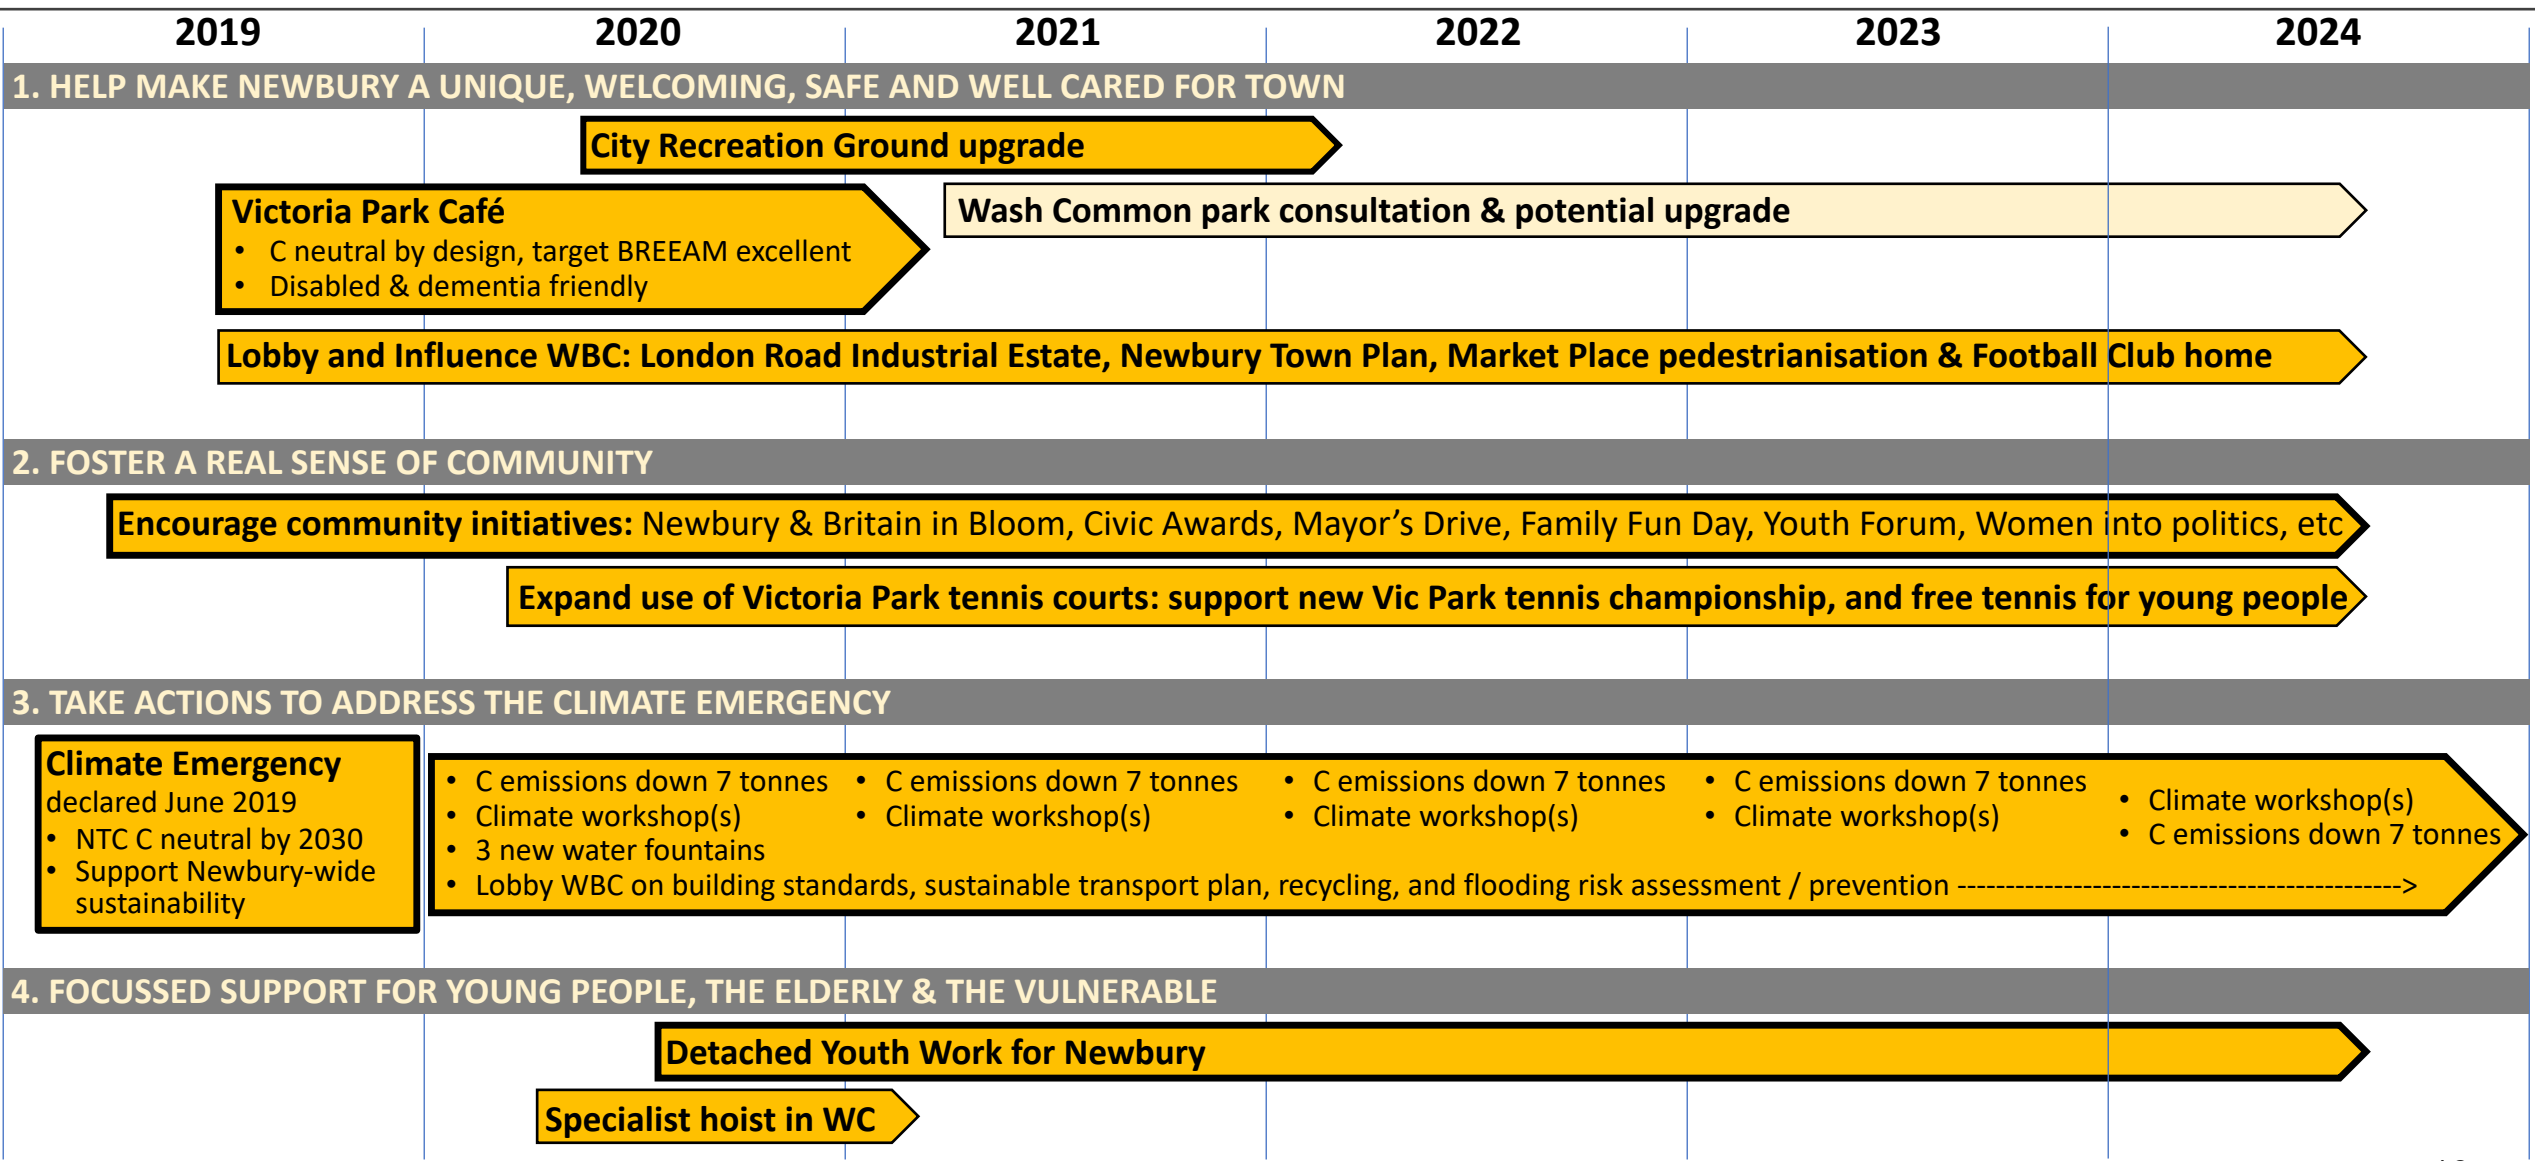 2019 2020 2021 2022 2023 2024
1. HELP MAKE NEWBURY A UNIQUE, WELCOMING, SAFE AND WELL CARED FOR TOWN
City Recreation Ground upgrade
Victoria Park Café
• C neutral by design, target BREEAM excellent
• Disabled & dementia friendly
Wash Common park consultation & potential upgrade
Lobby and Influence WBC: London Road Industrial Estate, Newbury Town Plan, Market Place pedestrianisation & Football Club home
2. FOSTER A REAL SENSE OF COMMUNITY
Encourage community initiatives: Newbury & Britain in Bloom, Civic Awards, Mayor’s Drive, Family Fun Day, Youth Forum, Women into politics, etc
Expand use of Victoria Park tennis courts: support new Vic Park tennis championship, and free tennis for young people
3. TAKE ACTIONS TO ADDRESS THE CLIMATE EMERGENCY
Climate Emergency
declared June 2019
• NTC C neutral by 2030
• Support Newbury-wide
sustainability
• C emissions down 7 tonnes
• Climate workshop(s)
• 3 new water fountains
• Lobby WBC on building standards, sustainable transport plan, recycling, and flooding risk assessment / prevention ---------------------------------------------->
• C emissions down 7 tonnes
• Climate workshop(s)
• C emissions down 7 tonnes
• Climate workshop(s)
• C emissions down 7 tonnes
• Climate workshop(s)
• Climate workshop(s)
• C emissions down 7 tonnes
4. FOCUSSED SUPPORT FOR YOUNG PEOPLE, THE ELDERLY & THE VULNERABLE
Detached Youth Work for Newbury
Specialist hoist in WC